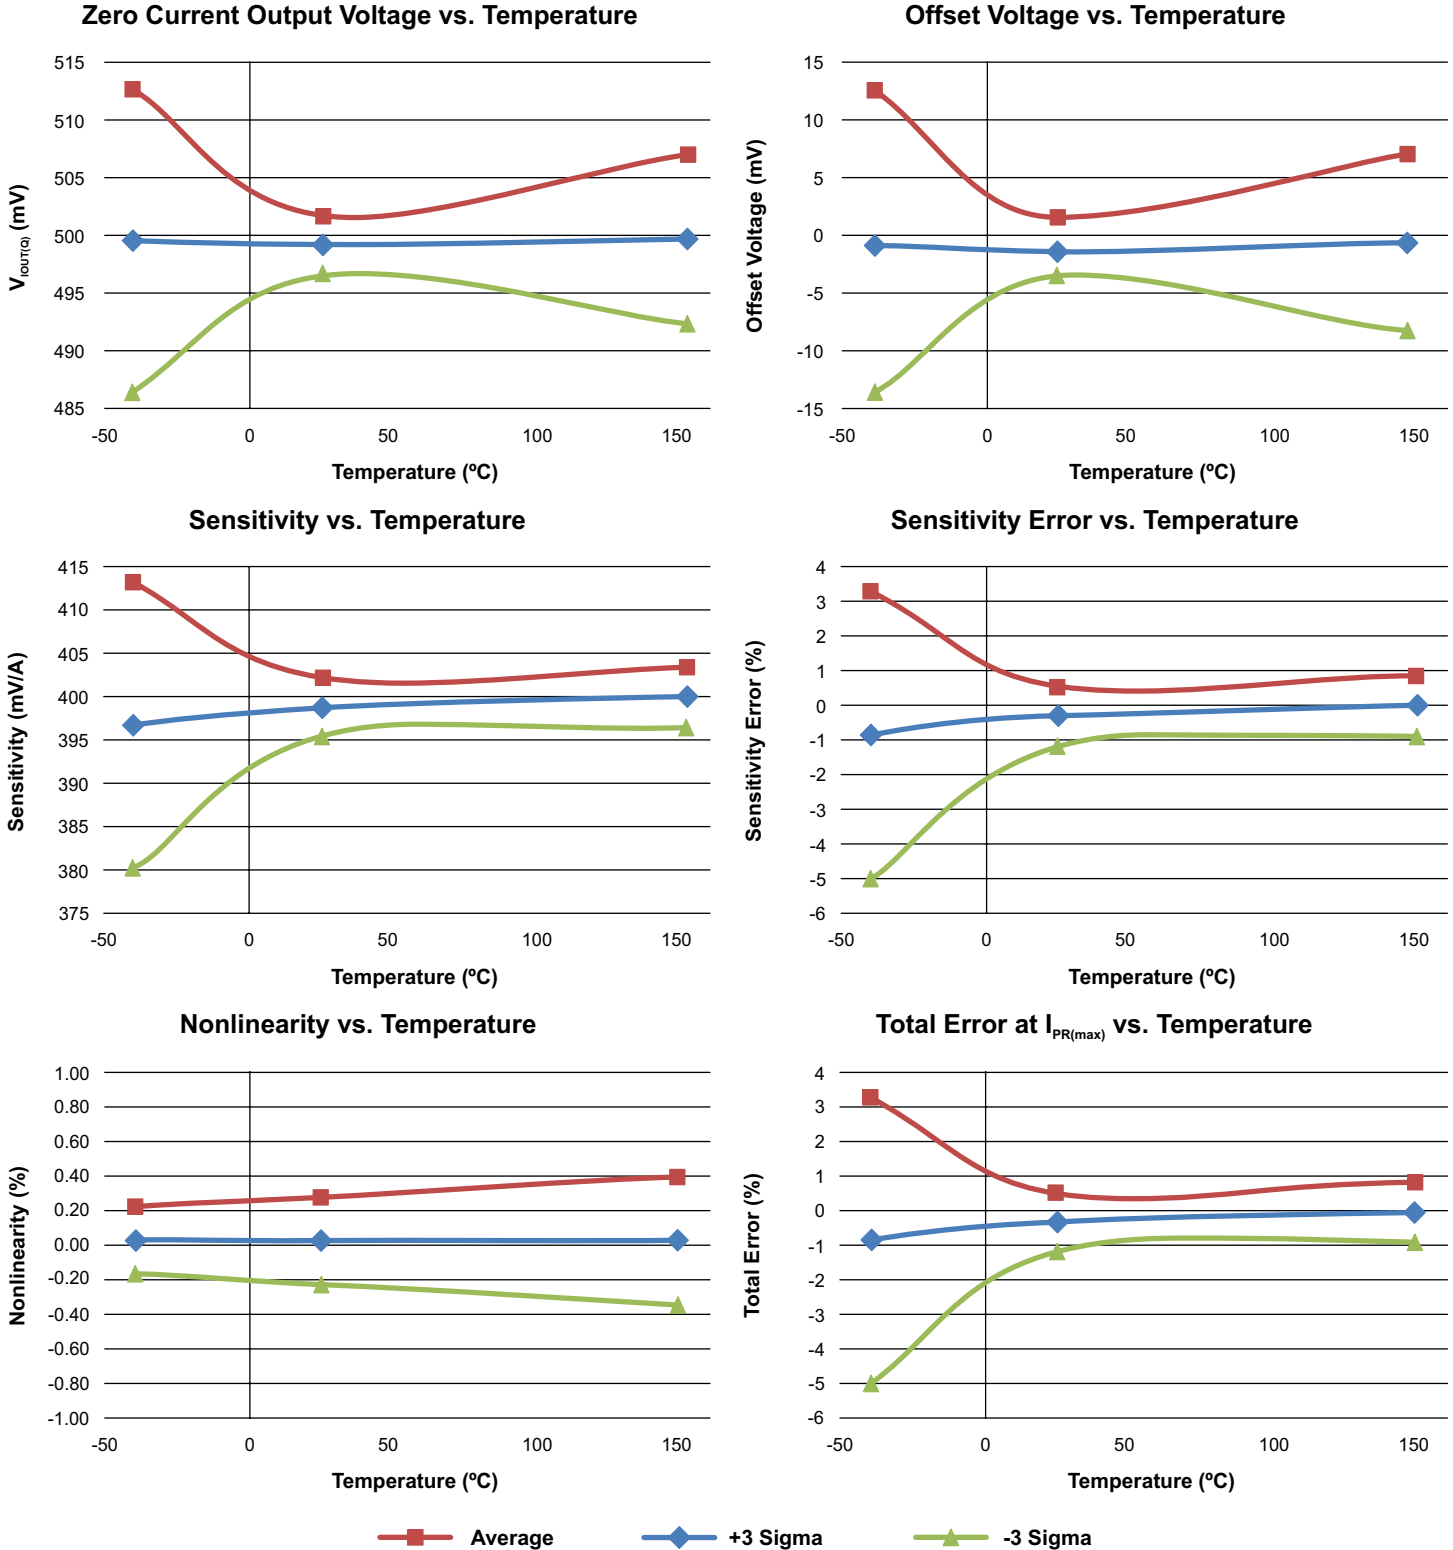 Zero Current Output Voltage vs. Temperature
515
510
505
500
495
490
485
V_IOUT(Q) (mV)
-50 0 50 100 150
Temperature (ºC)
Offset Voltage vs. Temperature
15
10
5
0
-5
-10
-15
Offset Voltage (mV)
-50 0 50 100 150
Temperature (ºC)
Sensitivity vs. Temperature
415
410
405
400
395
390
385
380
375
Sensitivity (mV/A)
-50 0 50 100 150
Temperature (ºC)
Sensitivity Error vs. Temperature
4
3
2
1
0
-1
-2
-3
-4
-5
-6
Sensitivity Error (%)
-50 0 50 100 150
Temperature (ºC)
Nonlinearity vs. Temperature
1.00
0.80
0.60
0.40
0.20
0.00
-0.20
-0.40
-0.60
-0.80
-1.00
Nonlinearity (%)
-50 0 50 100 150
Temperature (ºC)
Total Error at I_PR(max) vs. Temperature
4
3
2
1
0
-1
-2
-3
-4
-5
-6
Total Error (%)
-50 0 50 100 150
Temperature (ºC)
Average +3 Sigma -3 Sigma